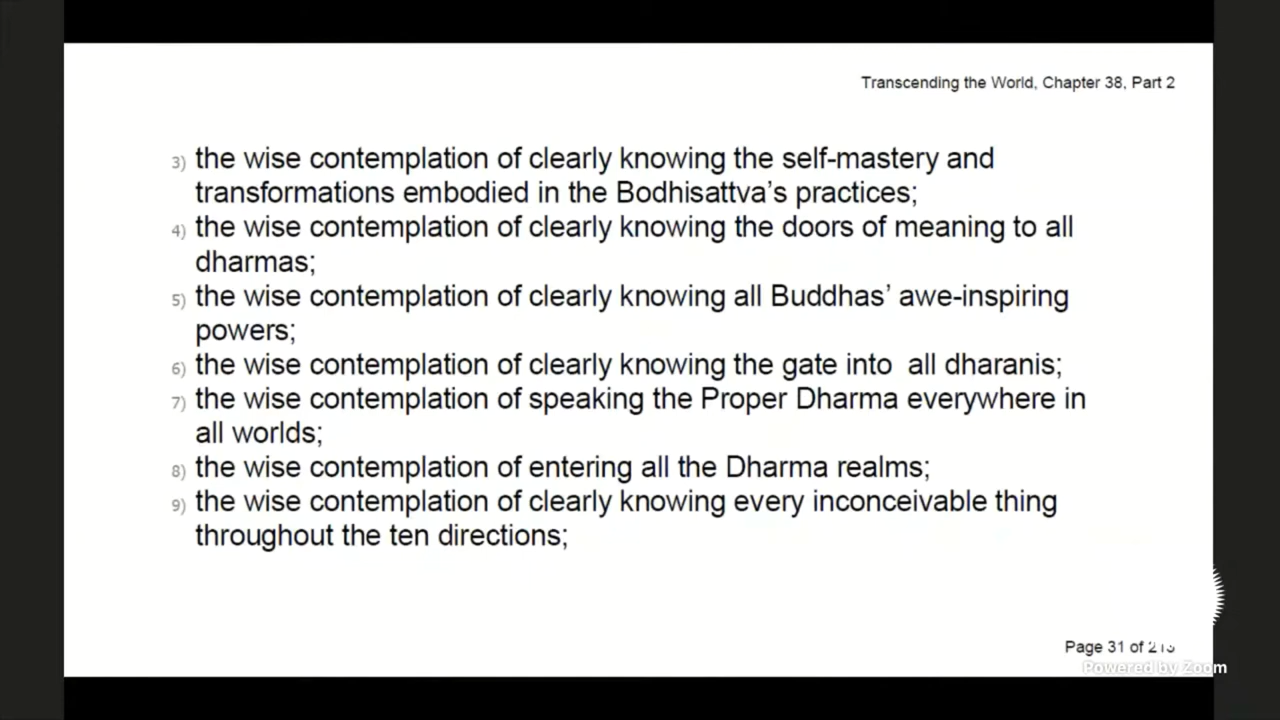 Transcending the World, Chapter 38, Part 2
3) the wise contemplation of clearly knowing the self-mastery and
transformations embodied in the Bodhisattva's practices;
4) the wise contemplation of clearly knowing the doors of meaning to all
dharmas;
5) the wise contemplation of clearly knowing all Buddhas' awe-inspiring
powers;
6) the wise contemplation of clearly knowing the gate into  all dharanis;
7) the wise contemplation of speaking the Proper Dharma everywhere in
all worlds;
8) the wise contemplation of entering all the Dharma realms;
9) the wise contemplation of clearly knowing every inconceivable thing
throughout the ten directions;
Page 31 of
Powered by Zoom